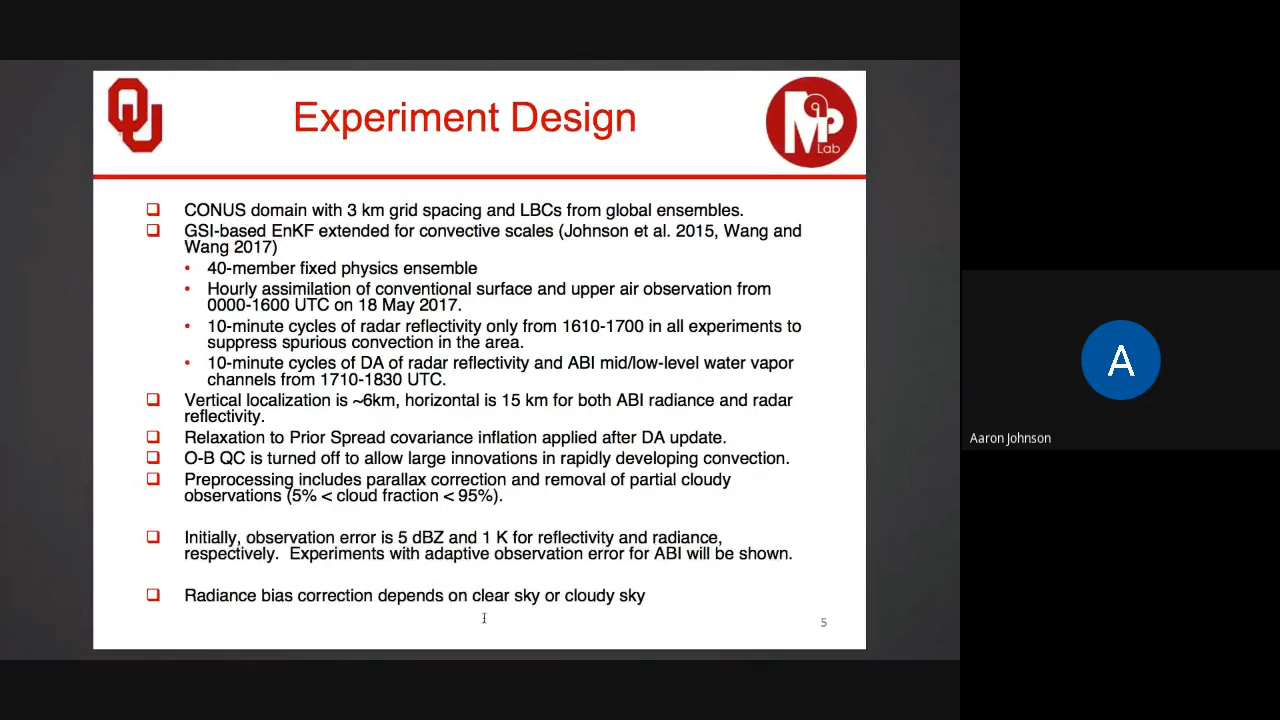 OU
Map
Lab
Experiment Design
CONUS domain with 3 km grid spacing and LBCs from global ensembles.
GSI-based EnKF extended for convective scales (Johnson et al. 2015, Wang and
Wang 2017)
• 40-member fixed physics ensemble
• Hourly assimilation of conventional surface and upper air observation from
0000-1600 UTC on 18 May 2017.
• 10-minute cycles of radar reflectivity only from 1610-1700 in all experiments to
suppress spurious convection in the area.
• 10-minute cycles of DA of radar reflectivity and ABI mid/low-level water vapor
channels from 1710-1830 UTC.
Vertical localization is ~6km, horizontal is 15 km for both ABI radiance and radar
reflectivity.
Relaxation to Prior Spread covariance inflation applied after DA update.
O-B QC is turned off to allow large innovations in rapidly developing convection.
Preprocessing includes parallax correction and removal of partial cloudy
observations (5% < cloud fraction < 95%).
Initially, observation error is 5 dBZ and 1 K for reflectivity and radiance,
respectively.  Experiments with adaptive observation error for ABI will be shown.
Radiance bias correction depends on clear sky or cloudy sky
5
A
Aaron Johnson